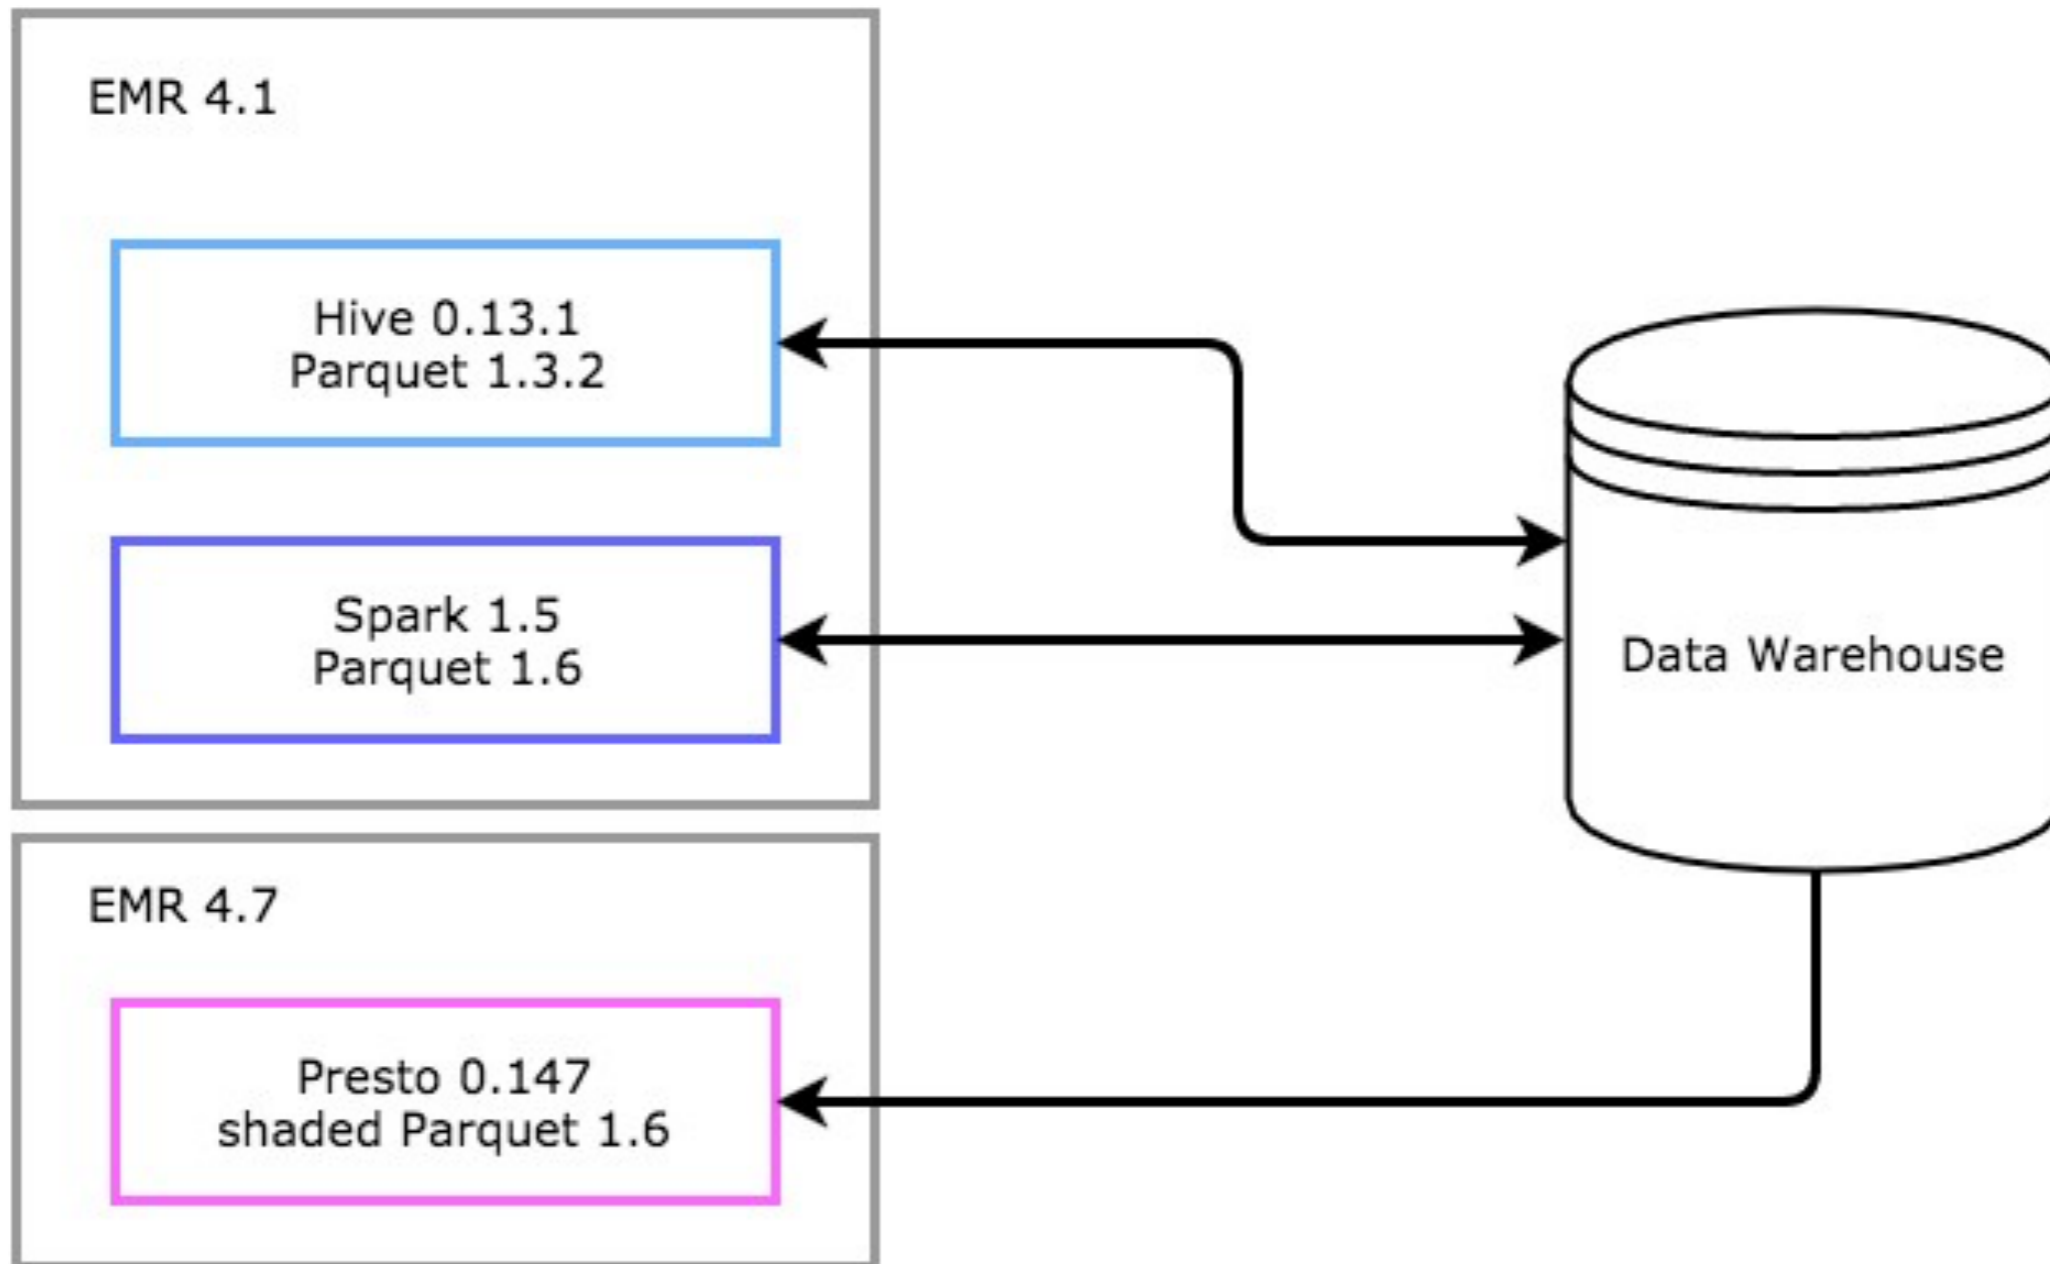 EMR 4.1
Hive 0.13.1
Parquet 1.3.2
Spark 1.5
Parquet 1.6
Data Warehouse
EMR 4.7
Presto 0.147
shaded Parquet 1.6